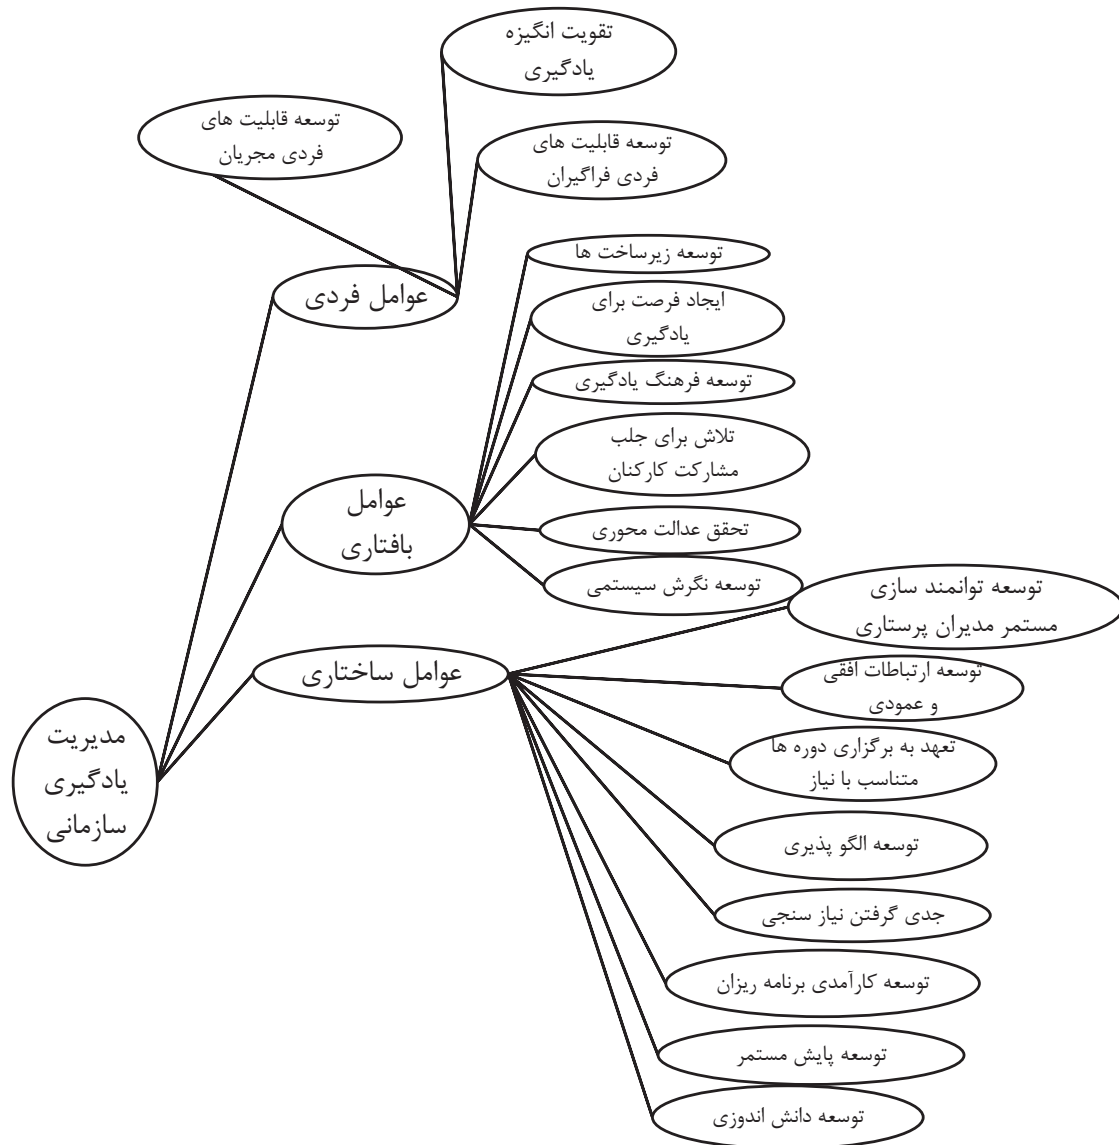 تقویت انگیزه
یادگیری
توسعه قابلیت های
فردی مجریان
توسعه قابلیت های
فردی فراگیران
عوامل فردی
توسعه زیرساخت ها
ایجاد فرصت برای
یادگیری
توسعه فرهنگ یادگیری
تلاش برای جلب
مشارکت کارکنان
عوامل
بافتاری
تحقق عدالت محوری
توسعه نگرش سیستمی
توسعه توانمند سازی
مستمر مدیران پرستاری
عوامل ساختاری
توسعه ارتباطات افقی
و عمودی
مدیریت
یادگیری
سازمانی
تعهد به برگزاری دوره ها
متناسب با نیاز
توسعه الگو پذیری
جدی گرفتن نیاز سنجی
توسعه کارآمدی برنامه ریزان
توسعه پایش مستمر
توسعه دانش اندوزی